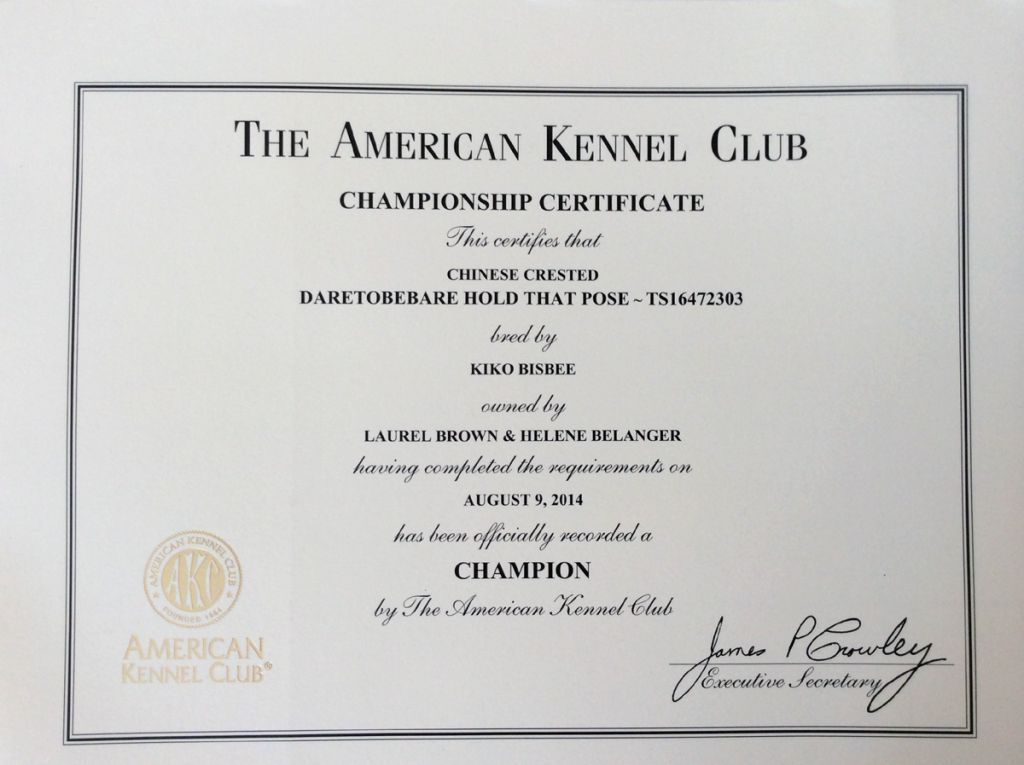 THE AMERICAN KENNEL CLUB
CHAMPIONSHIP CERTIFICATE
This certifies that
CHINESE CRESTED
DARETOBEBARE HOLD THAT POSE ~ TS16472303
bred by
KIKO BISBEE
owned by
LAUREL BROWN & HELENE BELANGER
having completed the requirements on
AUGUST 9, 2014
has been officially recorded a
CHAMPION
by The American Kennel Club
AMERICAN KENNEL CLUB
AKC
FOUNDED 1884
AMERICAN
KENNEL CLUB®
James P Crowley
Executive Secretary